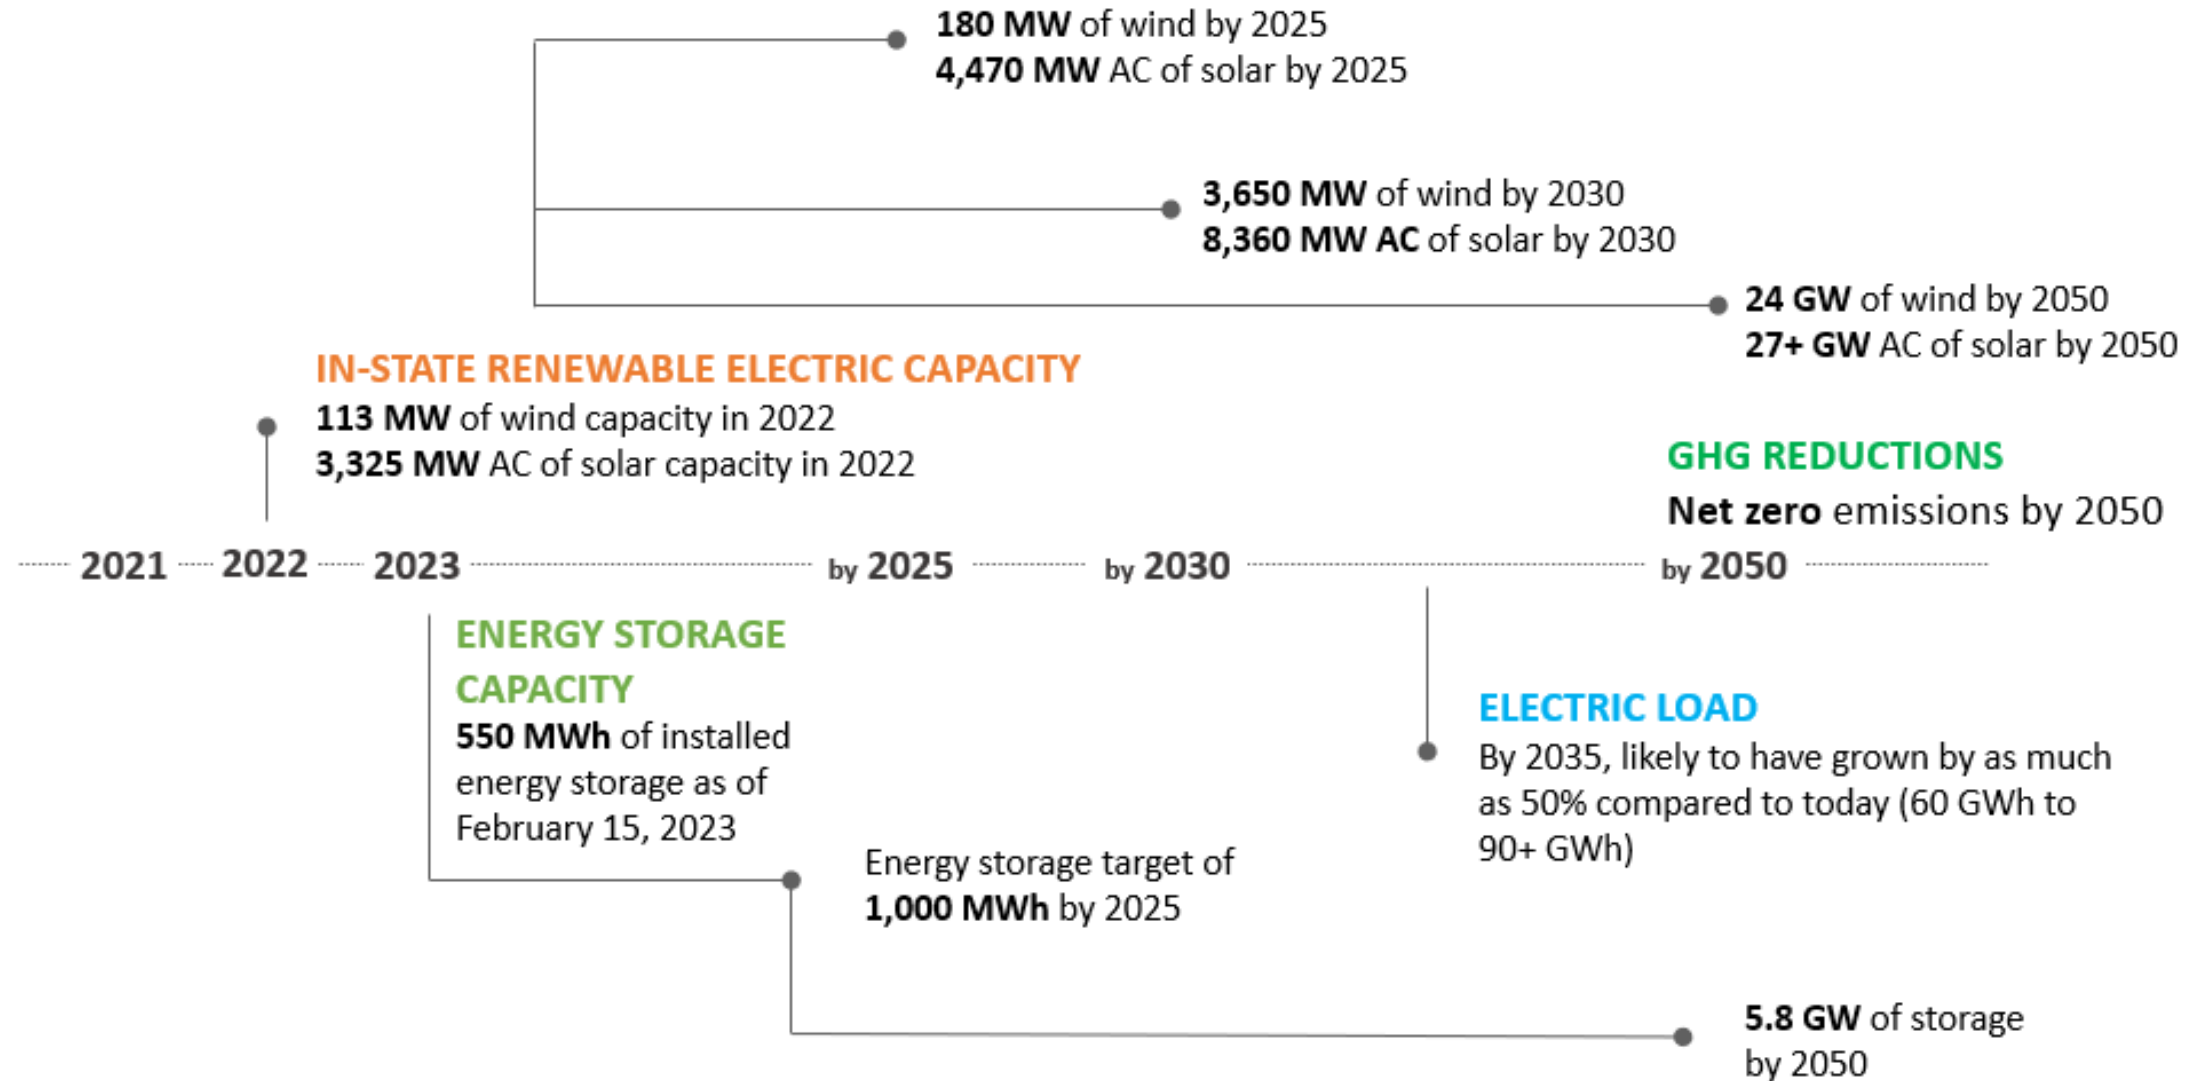 180 MW of wind by 2025
4,470 MW AC of solar by 2025
3,650 MW of wind by 2030
8,360 MW AC of solar by 2030
24 GW of wind by 2050
27+ GW AC of solar by 2050
IN-STATE RENEWABLE ELECTRIC CAPACITY
113 MW of wind capacity in 2022
3,325 MW AC of solar capacity in 2022
GHG REDUCTIONS
Net zero emissions by 2050
2021 2022 2023 by 2025 by 2030 by 2050
ENERGY STORAGE
CAPACITY
550 MWh of installed
energy storage as of
February 15, 2023
Energy storage target of
1,000 MWh by 2025
ELECTRIC LOAD
By 2035, likely to have grown by as much
as 50% compared to today (60 GWh to
90+ GWh)
5.8 GW of storage
by 2050